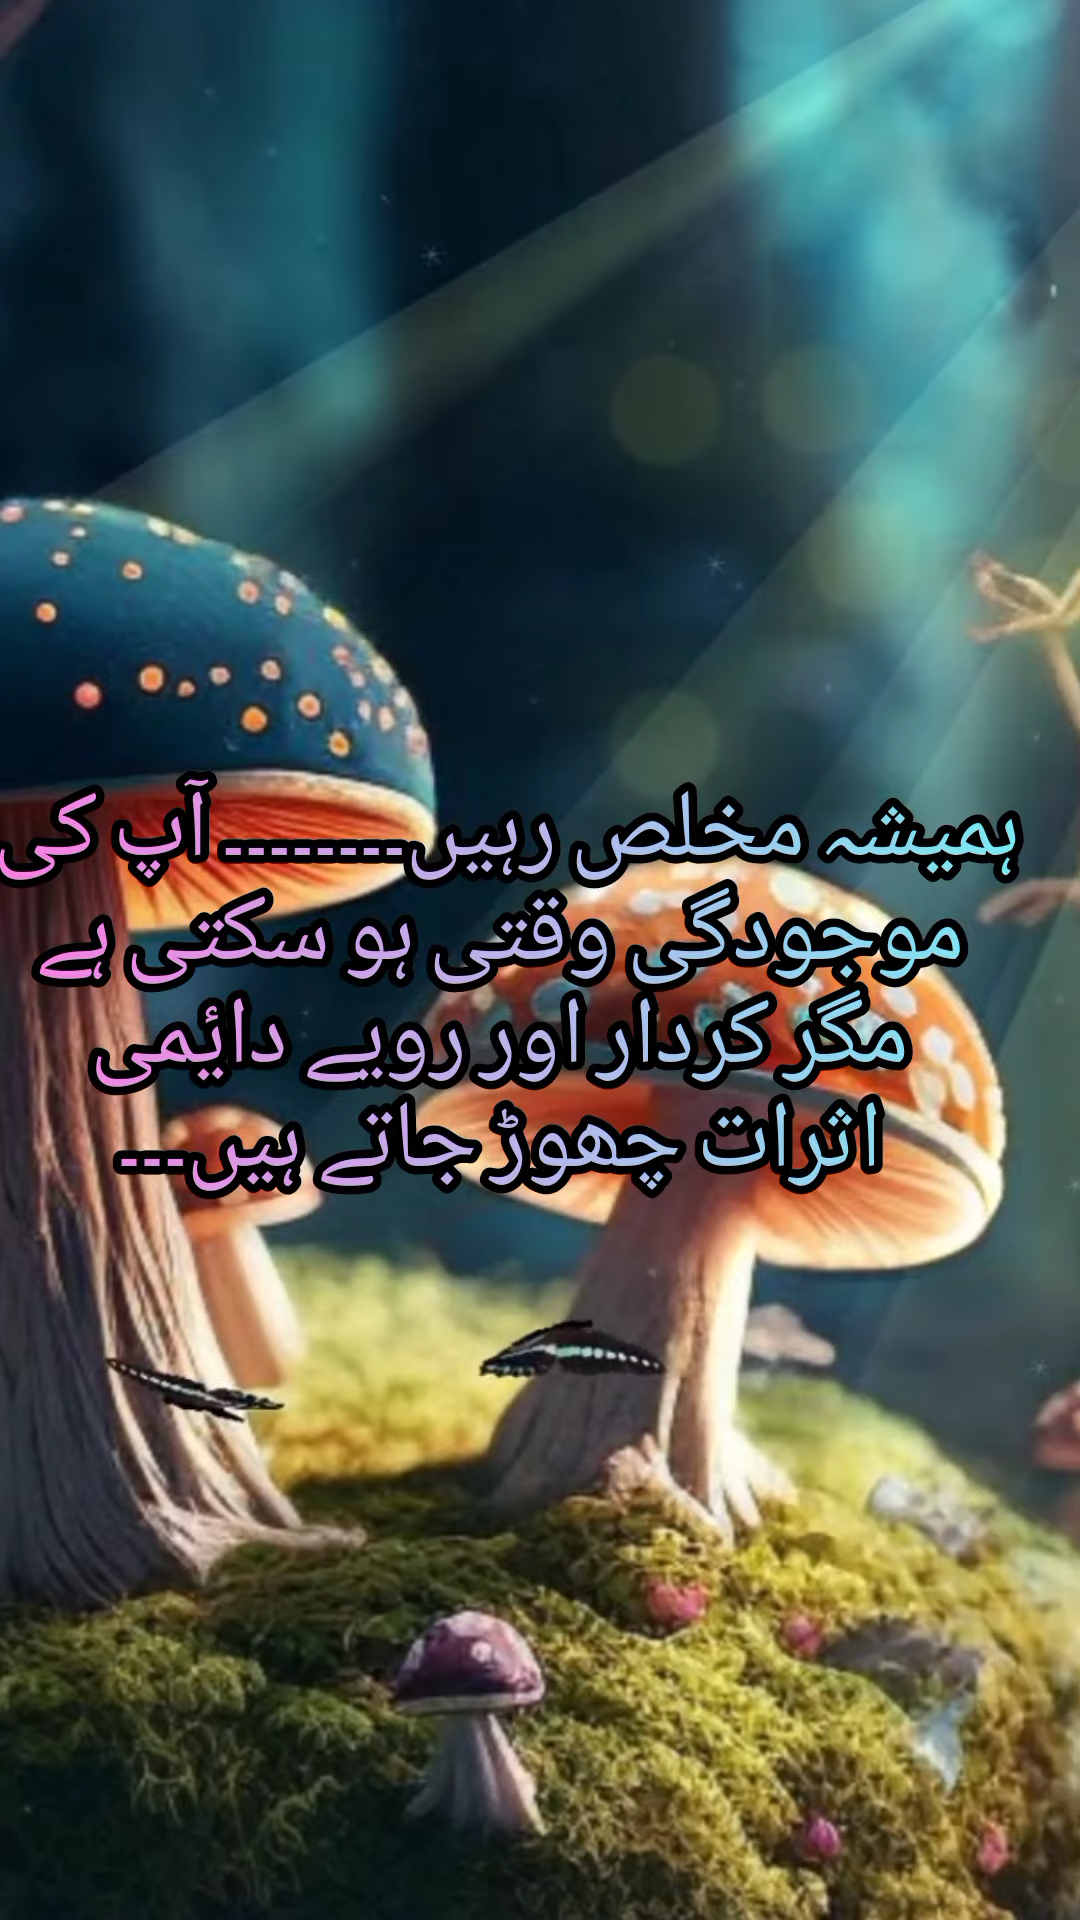 ہمیشہ مخلص رہیں--------آپ کی
موجودگی وقتی ہو سکتی ہے
مگر کردار اور رویے دائمی
اثرات چھوڑ جاتے ہیں---